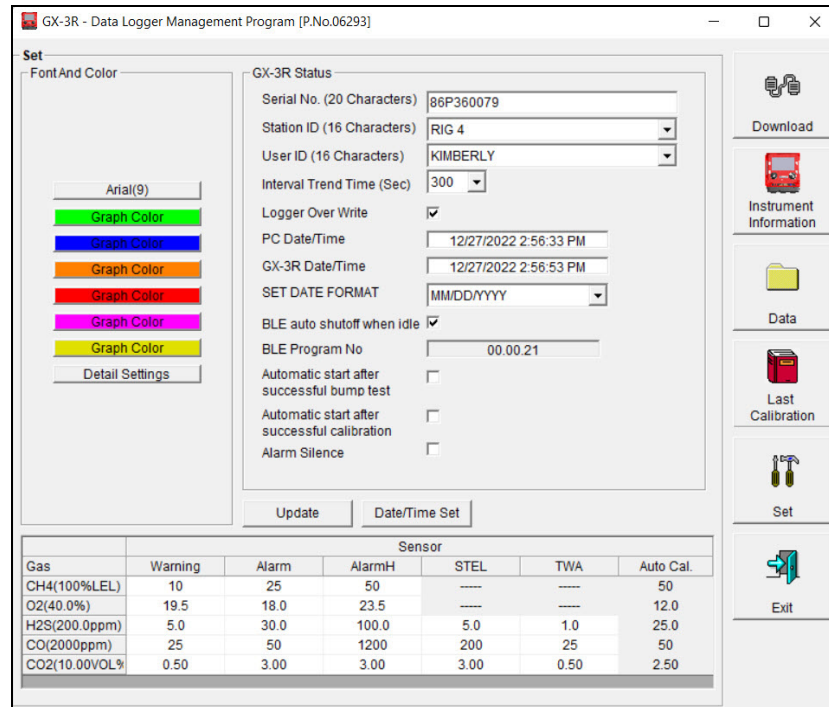 GX-3R - Data Logger Management Program [P.No.06293]
Set
Font And Color
Arial(9)
Graph Color
Graph Color
Graph Color
Graph Color
Graph Color
Graph Color
Detail Settings
GX-3R Status
Serial No. (20 Characters) 86P360079
Station ID (16 Characters) RIG 4
User ID (16 Characters) KIMBERLY
Interval Trend Time (Sec) 300
Logger Over Write
PC Date/Time 12/27/2022 2:56:33 PM
GX-3R Date/Time 12/27/2022 2:56:53 PM
SET DATE FORMAT MM/DD/YYYY
BLE auto shutoff when idle
BLE Program No 00.00.21
Automatic start after
successful bump test
Automatic start after
successful calibration
Alarm Silence
Update Date/Time Set
Sensor
Gas Warning Alarm AlarmH STEL TWA Auto Cal.
CH4(100%LEL) 10 25 50 ----- ----- 50
O2(40.0%) 19.5 18.0 23.5 ----- ----- 12.0
H2S(200.0ppm) 5.0 30.0 100.0 5.0 1.0 25.0
CO(2000ppm) 25 50 1200 200 25 50
CO2(10.00VOL% 0.50 3.00 3.00 3.00 0.50 2.50
Download
Instrument
Information
Data
Last
Calibration
Set
Exit